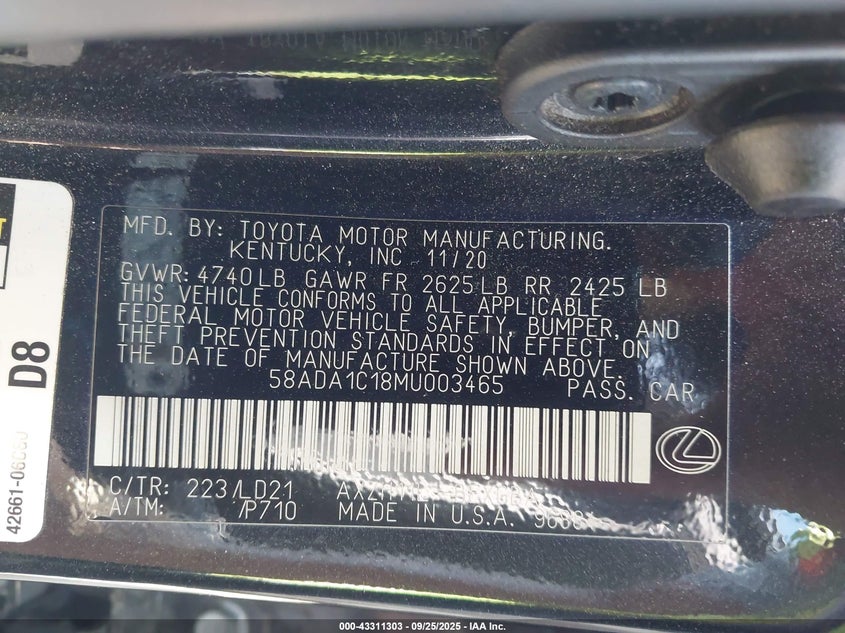 MFD. BY: TOYOTA MOTOR MANUFACTURING.
KENTUCKY, INC 11/20
GVWR: 4740LB GAWR FR 2625LB RR 2425 LB
THIS VEHICLE CONFORMS TO ALL APPLICABLE
FEDERAL MOTOR VEHICLE SAFETY, BUMPER, AND
THEFT PREVENTION STANDARDS IN EFFECT ON
THE DATE OF MANUFACTURE SHOWN ABOVE.
58ADA1C18MU003465 PASS. CAR
C/TR: 223/LD21
A/TM: /P710 MADE IN U.S.A.
D8
000-43311303 - 09/25/2025 - IAA Inc.